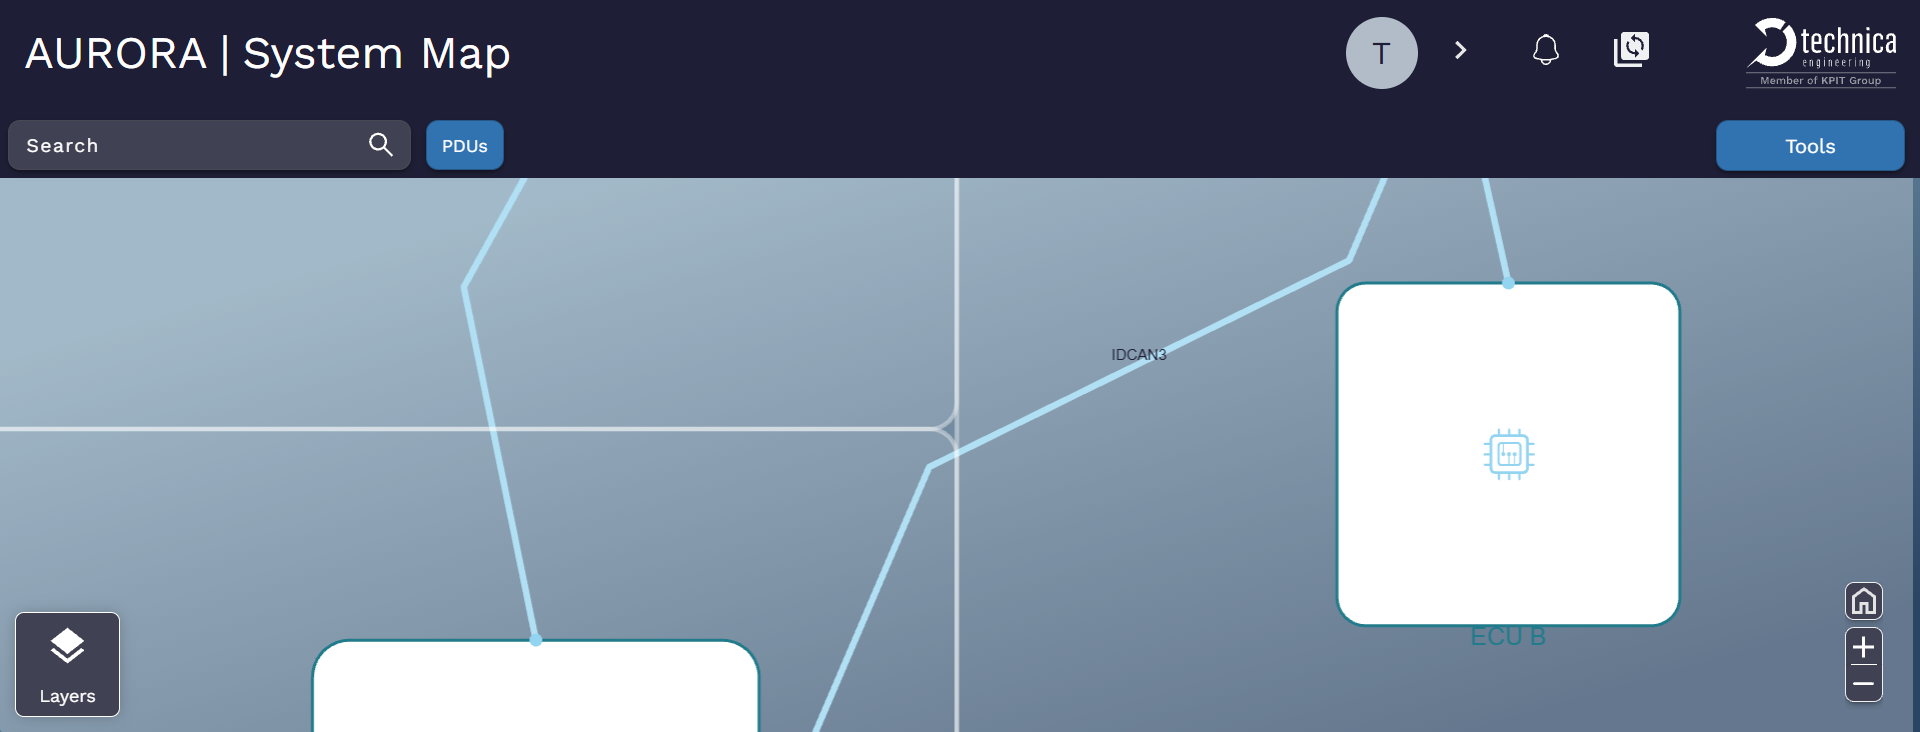 AURORA | System Map
T
technica
engineering
Member of KPIT Group
Search
PDUs
Tools
IDCAN3
ECU B
Layers